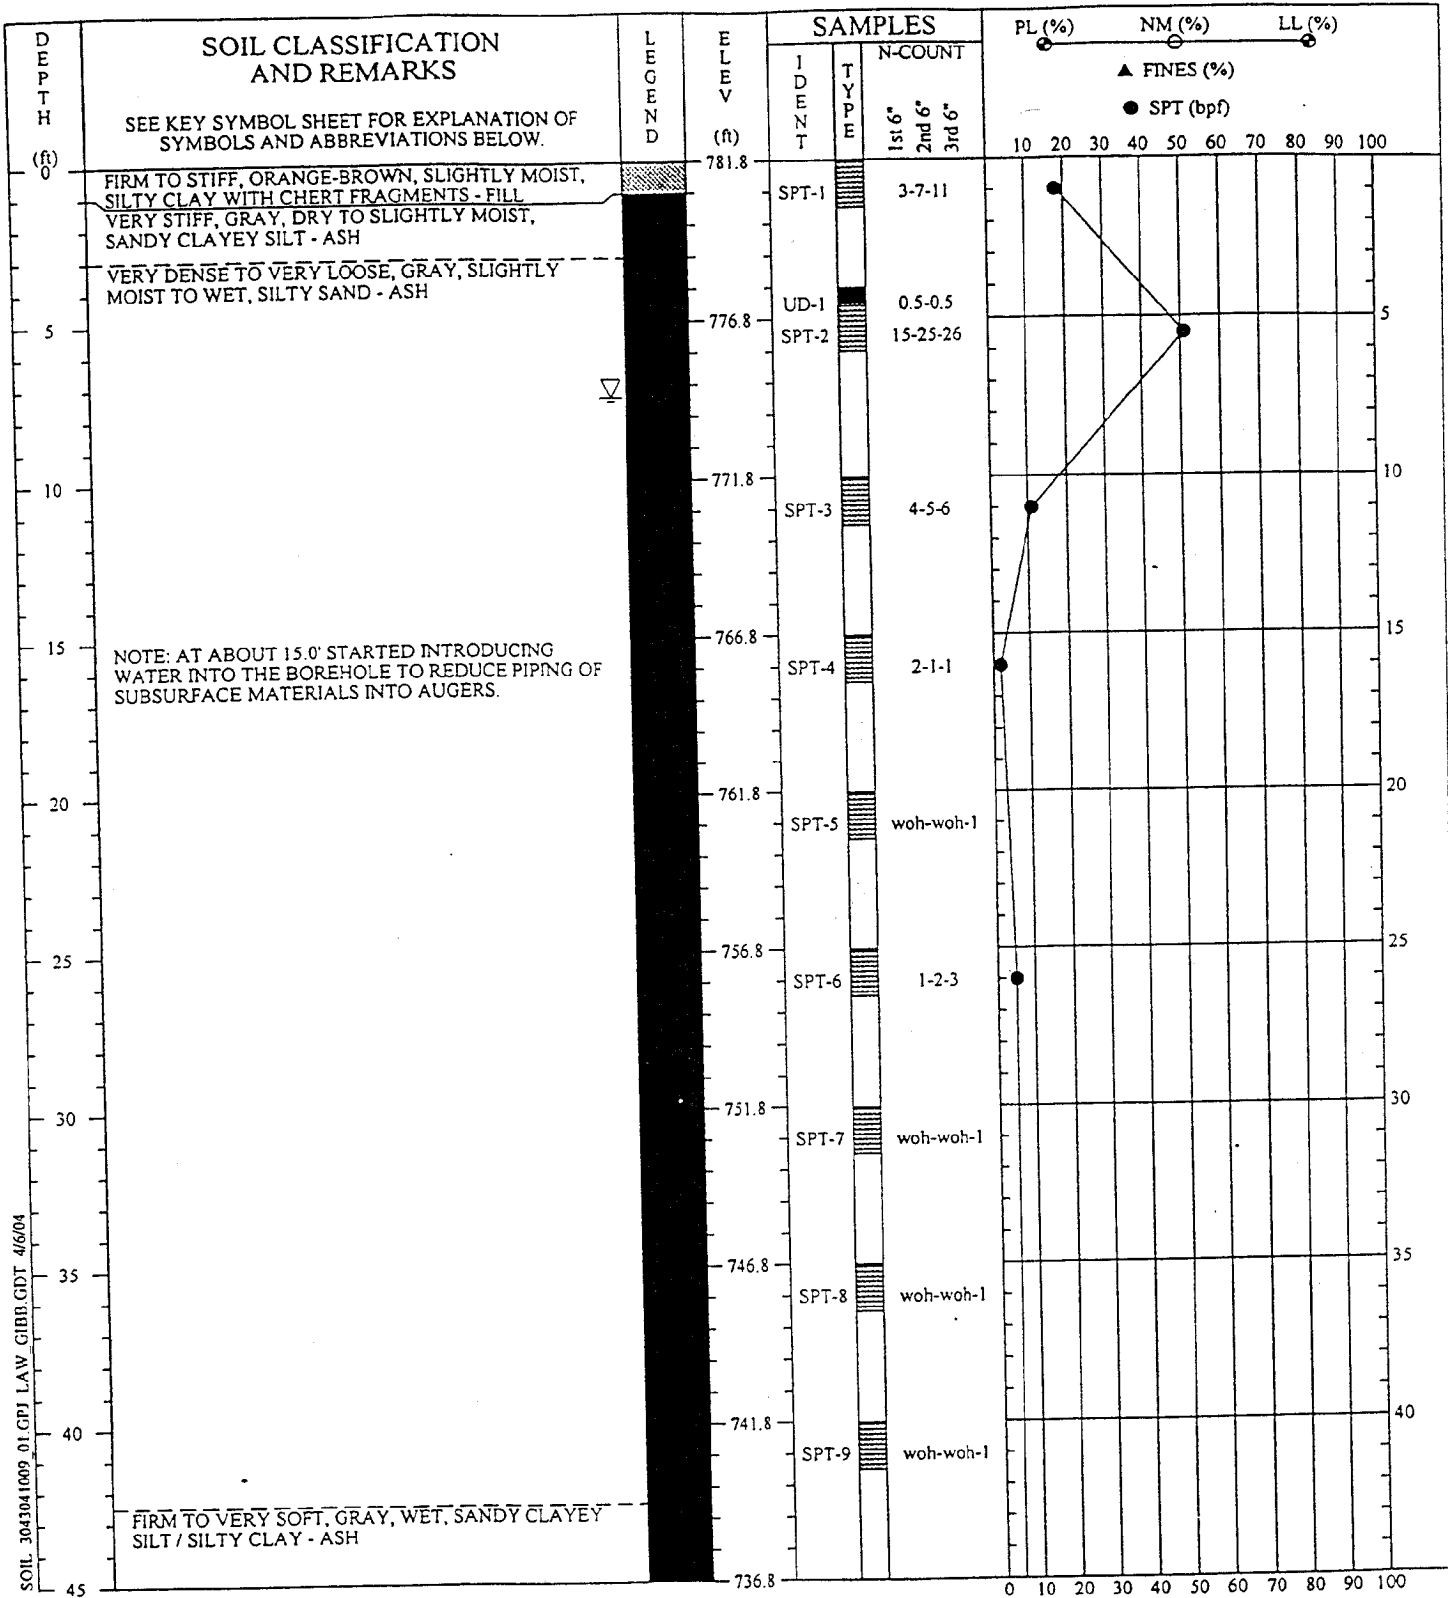 DEPTH
(ft)
SOIL CLASSIFICATION
AND REMARKS
SEE KEY SYMBOL SHEET FOR EXPLANATION OF
SYMBOLS AND ABBREVIATIONS BELOW.
LEGEND
ELEV
(ft)
SAMPLES
IDENT
TYPE
N-COUNT
1st 6"
2nd 6"
3rd 6"
PL (%) NM (%) LL (%)
▲ FINES (%)
● SPT (bpf)
10 20 30 40 50 60 70 80 90 100
0
781.8
FIRM TO STIFF, ORANGE-BROWN, SLIGHTLY MOIST,
SILTY CLAY WITH CHERT FRAGMENTS - FILL
SPT-1 3-7-11
VERY STIFF, GRAY, DRY TO SLIGHTLY MOIST,
SANDY CLAYEY SILT - ASH
VERY DENSE TO VERY LOOSE, GRAY, SLIGHTLY
MOIST TO WET, SILTY SAND - ASH
UD-1 0.5-0.5
5 776.8 5
SPT-2 15-25-26
10 771.8 10
SPT-3 4-5-6
15 766.8 15
NOTE: AT ABOUT 15.0' STARTED INTRODUCING
WATER INTO THE BOREHOLE TO REDUCE PIPING OF
SUBSURFACE MATERIALS INTO AUGERS.
SPT-4 2-1-1
20 761.8 20
SPT-5 woh-woh-1
25 756.8 25
SPT-6 1-2-3
30 751.8 30
SPT-7 woh-woh-1
35 746.8 35
SPT-8 woh-woh-1
40 741.8 40
SPT-9 woh-woh-1
FIRM TO VERY SOFT, GRAY, WET, SANDY CLAYEY
SILT / SILTY CLAY - ASH
45 736.8
0 10 20 30 40 50 60 70 80 90 100
SOIL 3043041009_01.GPJ LAW_GIBB.GDT 4/6/04